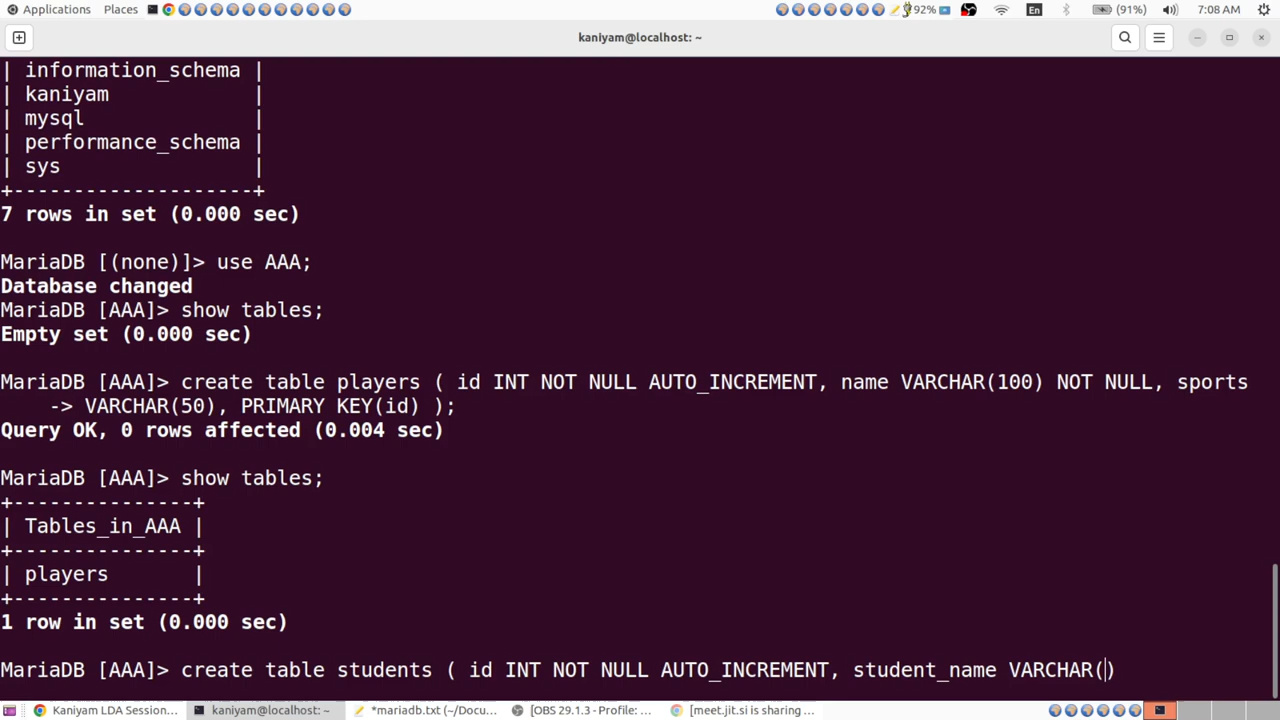 Applications Places 92% En (91%) 7:08 AM
kaniyam@localhost: ~
| information_schema |
| kaniyam            |
| mysql              |
| performance_schema |
| sys                |
+--------------------+
7 rows in set (0.000 sec)
MariaDB [(none)]> use AAA;
Database changed
MariaDB [AAA]> show tables;
Empty set (0.000 sec)
MariaDB [AAA]> create table players ( id INT NOT NULL AUTO_INCREMENT, name VARCHAR(100) NOT NULL, sports
    -> VARCHAR(50), PRIMARY KEY(id) );
Query OK, 0 rows affected (0.004 sec)
MariaDB [AAA]> show tables;
+---------------+
| Tables_in_AAA |
+---------------+
| players       |
+---------------+
1 row in set (0.000 sec)
MariaDB [AAA]> create table students ( id INT NOT NULL AUTO_INCREMENT, student_name VARCHAR()
Kaniyam LDA Session... kaniyam@localhost: ~ *mariadb.txt (~/Docu... [OBS 29.1.3 - Profile: ... [meet.jit.si is sharing ...